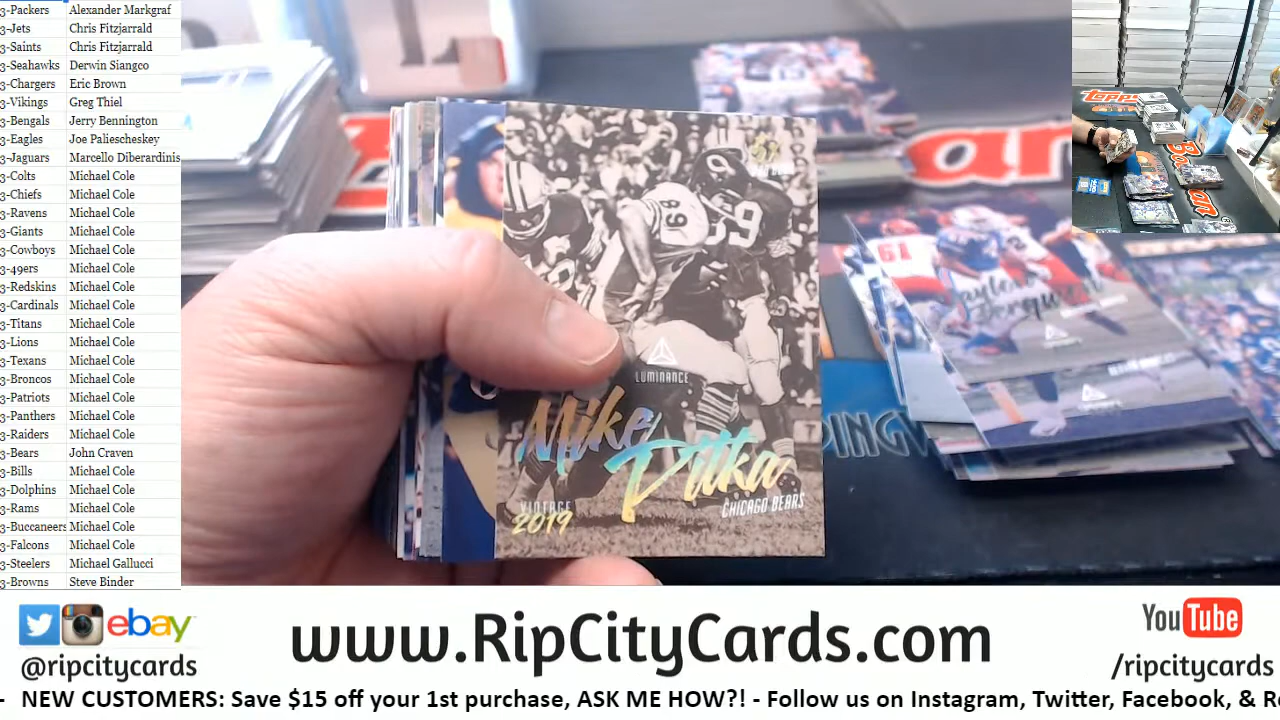 3-Packers Alexander Markgraf
3-Jets Chris Fitzjarrald
3-Saints Chris Fitzjarrald
3-Seahawks Derwin Siangco
3-Chargers Eric Brown
3-Vikings Greg Thiel
3-Bengals Jerry Bennington
3-Eagles Joe Paliescheskey
3-Jaguars Marcello Diberardinis
3-Colts Michael Cole
3-Chiefs Michael Cole
3-Ravens Michael Cole
3-Giants Michael Cole
3-Cowboys Michael Cole
3-49ers Michael Cole
3-Redskins Michael Cole
3-Cardinals Michael Cole
3-Titans Michael Cole
3-Lions Michael Cole
3-Texans Michael Cole
3-Broncos Michael Cole
3-Patriots Michael Cole
3-Panthers Michael Cole
3-Raiders Michael Cole
3-Bears John Craven
3-Bills Michael Cole
3-Dolphins Michael Cole
3-Rams Michael Cole
3-Buccaneers Michael Cole
3-Falcons Michael Cole
3-Steelers Michael Gallucci
3-Browns Steve Binder
Topps
89
61
Jaylon
Ferguson
LUMINANCE
Mike
Ditka
CHICAGO BEARS
VINTAGE
2019
DINGW
ebay
@ripcitycards
www.RipCityCards.com
YouTube
/ripcitycards
- NEW CUSTOMERS: Save $15 off your 1st purchase, ASK ME HOW?! - Follow us on Instagram, Twitter, Facebook, & Re